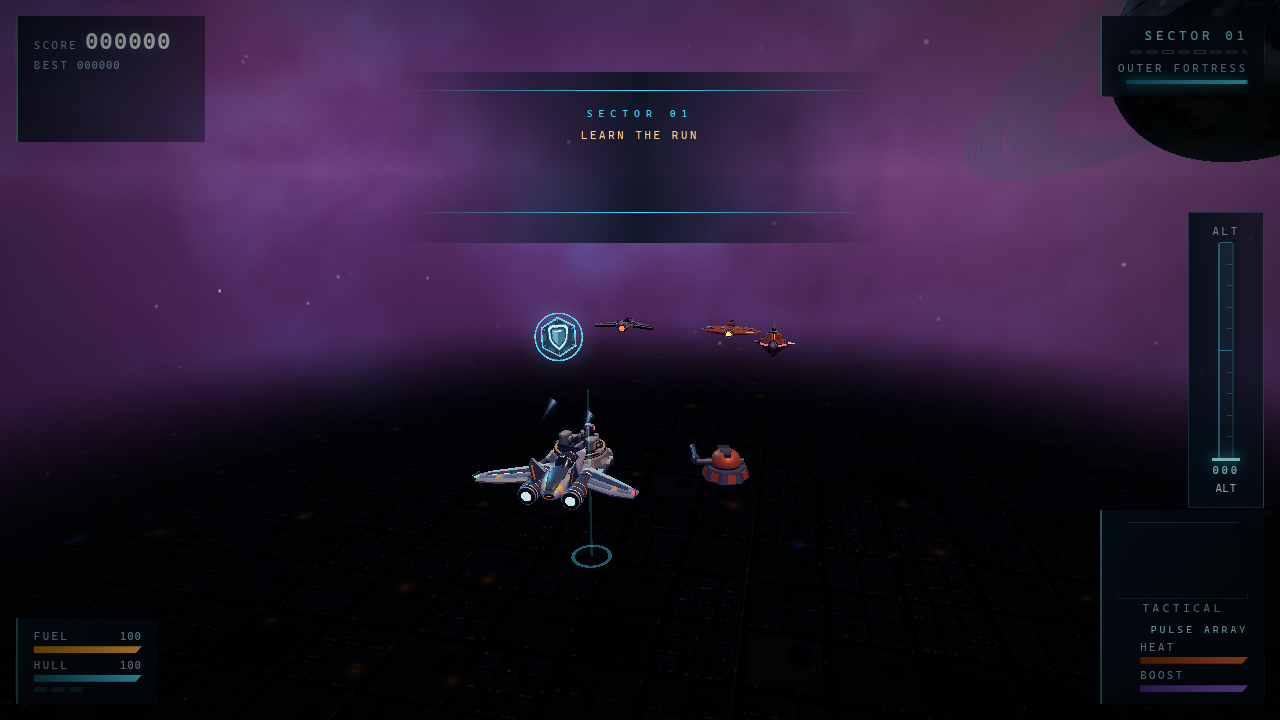 SCORE 000000
BEST 000000
SECTOR 01
OUTER FORTRESS
SECTOR 01
LEARN THE RUN
ALT
000
ALT
FUEL 100
HULL 100
TACTICAL
PULSE ARRAY
HEAT
BOOST